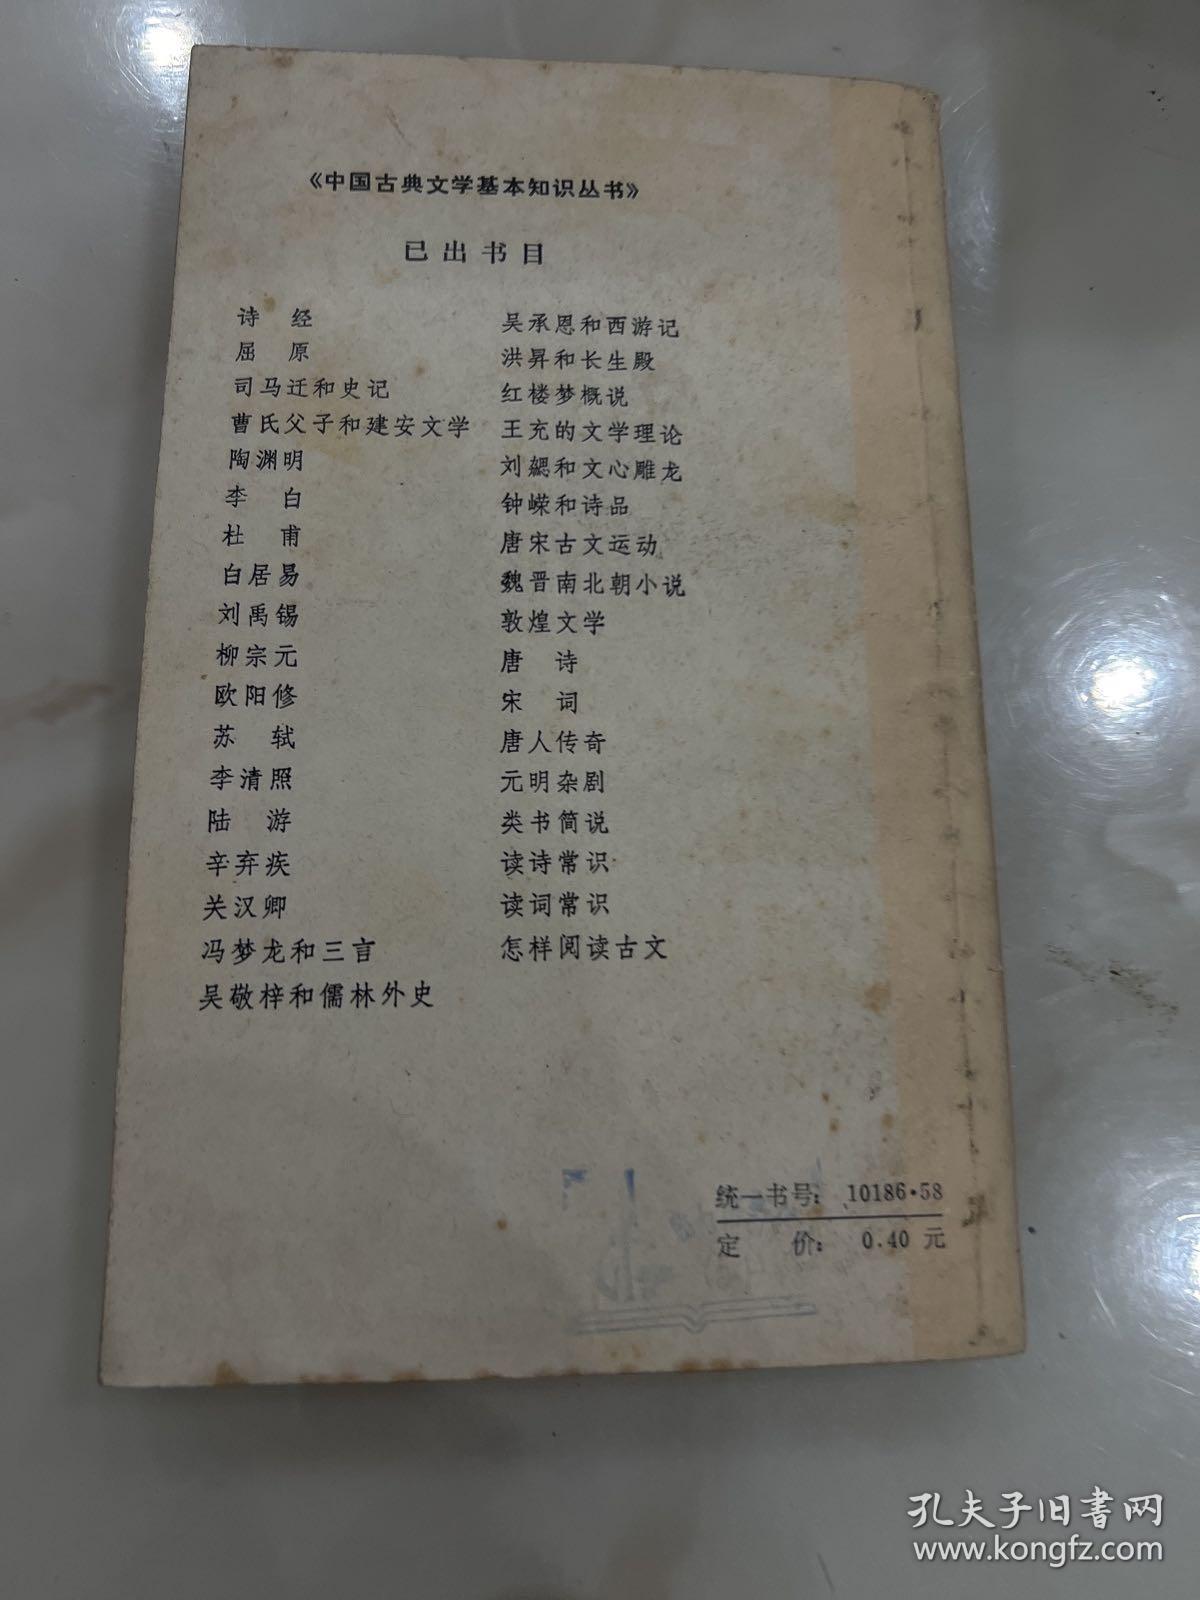 《中国古典文学基本知识丛书》
已出书目
诗 经
屈 原
司马迁和史记
曹氏父子和建安文学
陶渊明
李 白
杜 甫
白居易
刘禹锡
柳宗元
欧阳修
苏 轼
李清照
陆 游
辛弃疾
关汉卿
冯梦龙和三言
吴敬梓和儒林外史
吴承恩和西游记
洪昇和长生殿
红楼梦概说
王充的文学理论
刘勰和文心雕龙
钟嵘和诗品
唐宋古文运动
魏晋南北朝小说
敦煌文学
唐 诗
宋 词
唐人传奇
元明杂剧
类书简说
读诗常识
读词常识
怎样阅读古文
统一书号：10186·58
定 价：0.40 元
孔夫子旧书网
www.kongfz.com